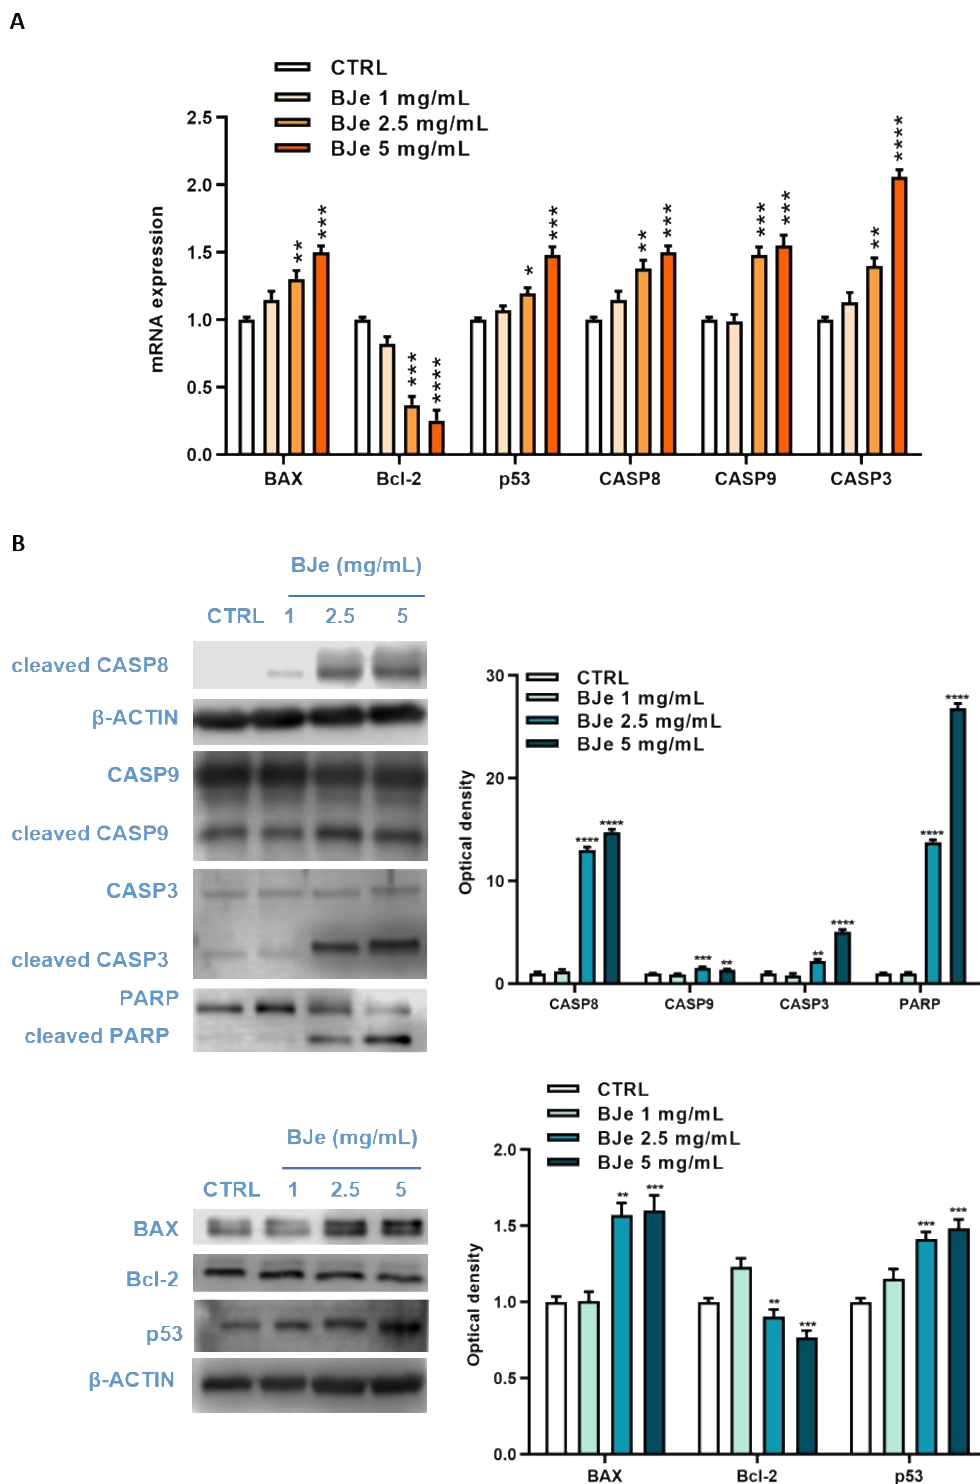 A
CTRL
BJe 1 mg/mL
BJe 2.5 mg/mL
BJe 5 mg/mL
mRNA expression
2.5
2.0
1.5
1.0
0.5
0.0
** *** *** **** * *** ** *** *** *** ** ****
BAX Bcl-2 p53 CASP8 CASP9 CASP3
B
BJe (mg/mL)
CTRL 1 2.5 5
cleaved CASP8
β-ACTIN
CASP9
cleaved CASP9
CASP3
cleaved CASP3
PARP
cleaved PARP
CTRL
BJe 1 mg/mL
BJe 2.5 mg/mL
BJe 5 mg/mL
Optical density
30
20
10
0
**** **** *** ** ** **** **** ****
CASP8 CASP9 CASP3 PARP
BJe (mg/mL)
CTRL 1 2.5 5
BAX
Bcl-2
p53
β-ACTIN
CTRL
BJe 1 mg/mL
BJe 2.5 mg/mL
BJe 5 mg/mL
Optical density
2.0
1.5
1.0
0.5
0.0
** *** ** *** *** ***
BAX Bcl-2 p53